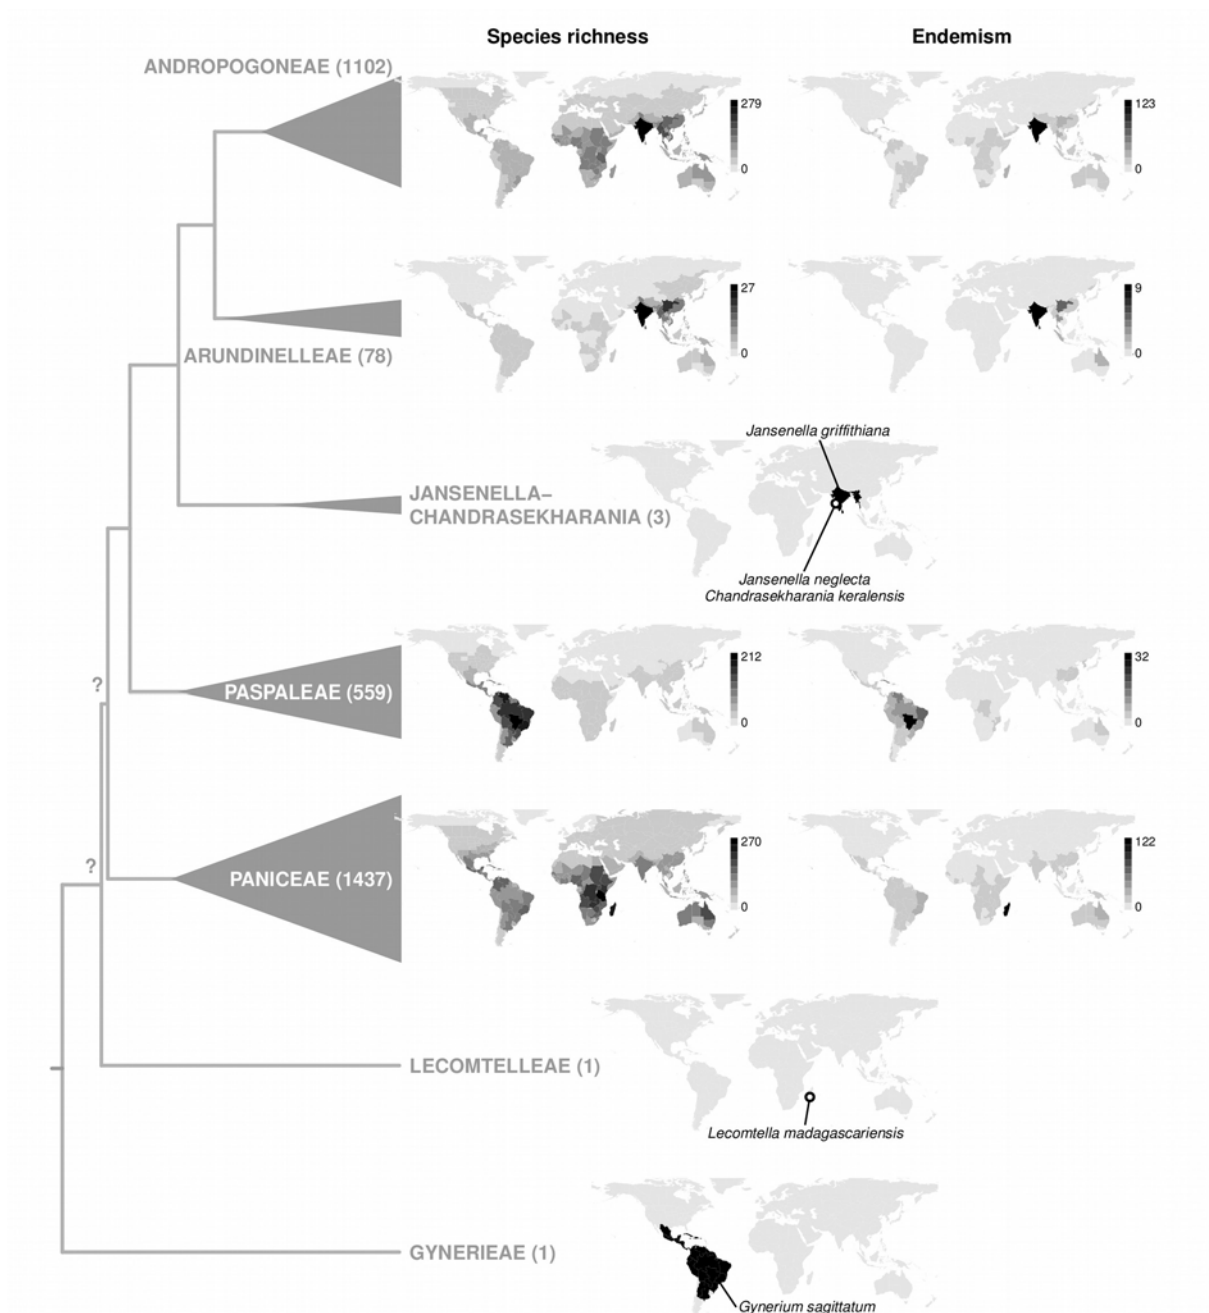 Species richness
Endemism
ANDROPOGONEAE (1102)
279
0
123
0
27
0
9
0
ARUNDINELLEAE (78)
Jansenella griffithiana
JANSENELLA–
CHANDRASEKHARANIA (3)
Jansenella neglecta
Chandrasekharania keralensis
212
0
32
0
?
PASPALEAE (559)
270
0
122
0
?
PANICEAE (1437)
LECOMTELLEAE (1)
Lecomtella madagascariensis
GYNERIEAE (1)
Gynerium sagittatum